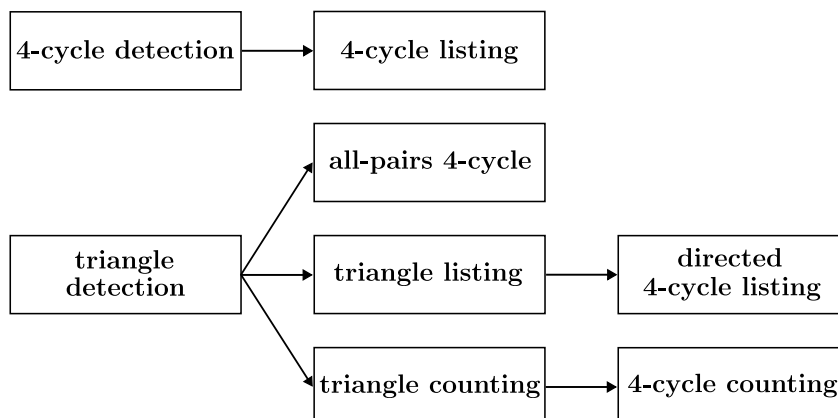 4-cycle detection
4-cycle listing
all-pairs 4-cycle
triangle
detection
triangle listing
directed
4-cycle listing
triangle counting
4-cycle counting